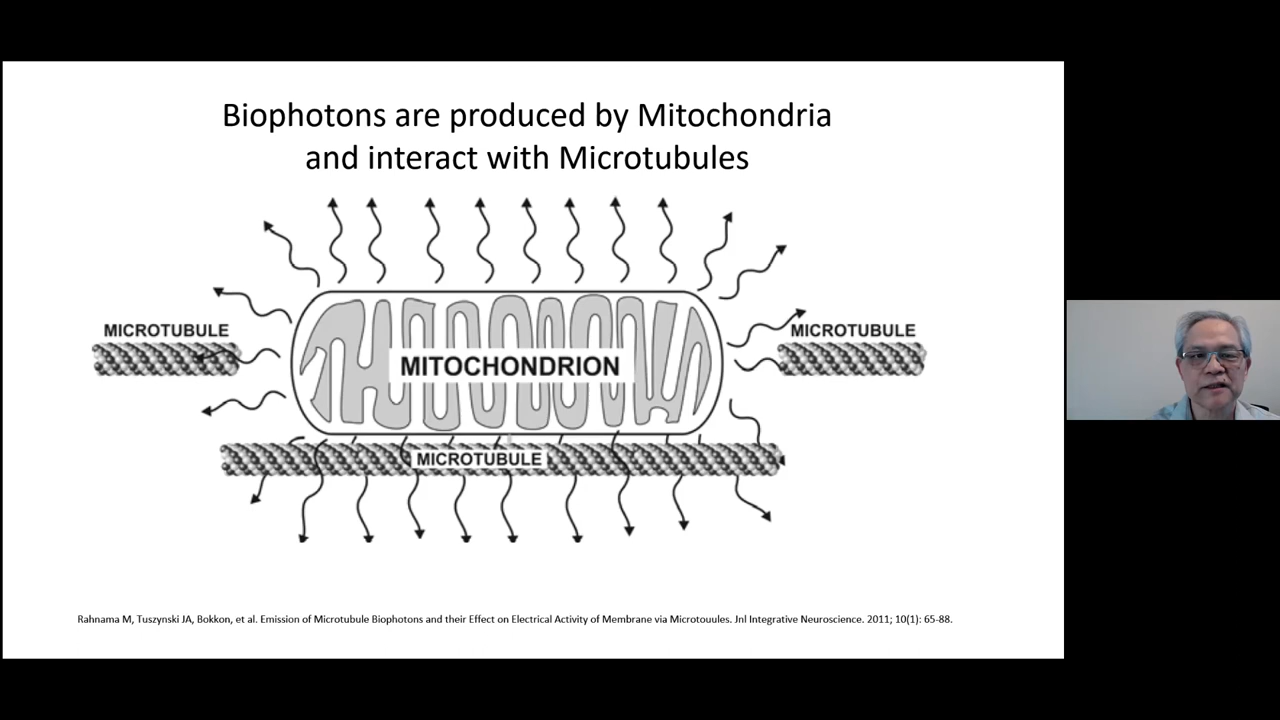 Biophotons are produced by Mitochondria
and interact with Microtubules
MICROTUBULE
MICROTUBULE
MITOCHONDRION
MICROTUBULE
Rahnama M, Tuszynski JA, Bokkon, et al. Emission of Microtubule Biophotons and their Effect on Electrical Activity of Membrane via Microtouules. Jnl Integrative Neuroscience. 2011; 10(1): 65-88.